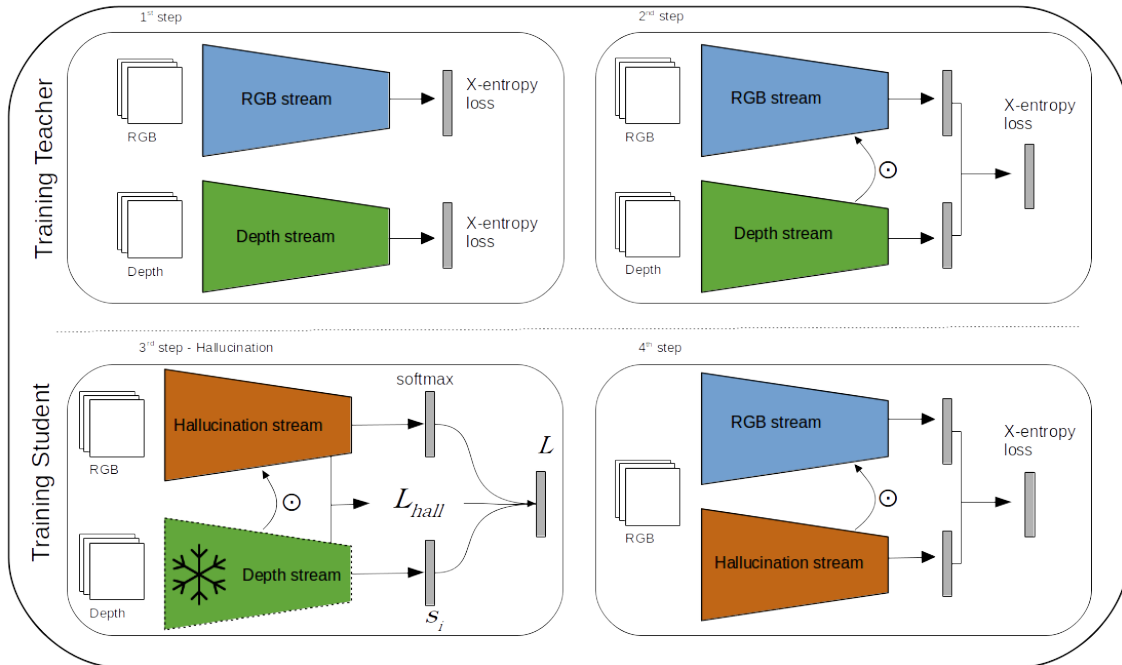 Training Teacher
1st step
RGB
RGB stream
X-entropy
loss
Depth
Depth stream
X-entropy
loss
2nd step
RGB
RGB stream
X-entropy
loss
⊙
Depth
Depth stream
Training Student
3rd step - Hallucination
RGB
Hallucination stream
softmax
L
⊙
L_hall
Depth
Depth stream
s_i
4th step
RGB stream
X-entropy
loss
⊙
RGB
Hallucination stream